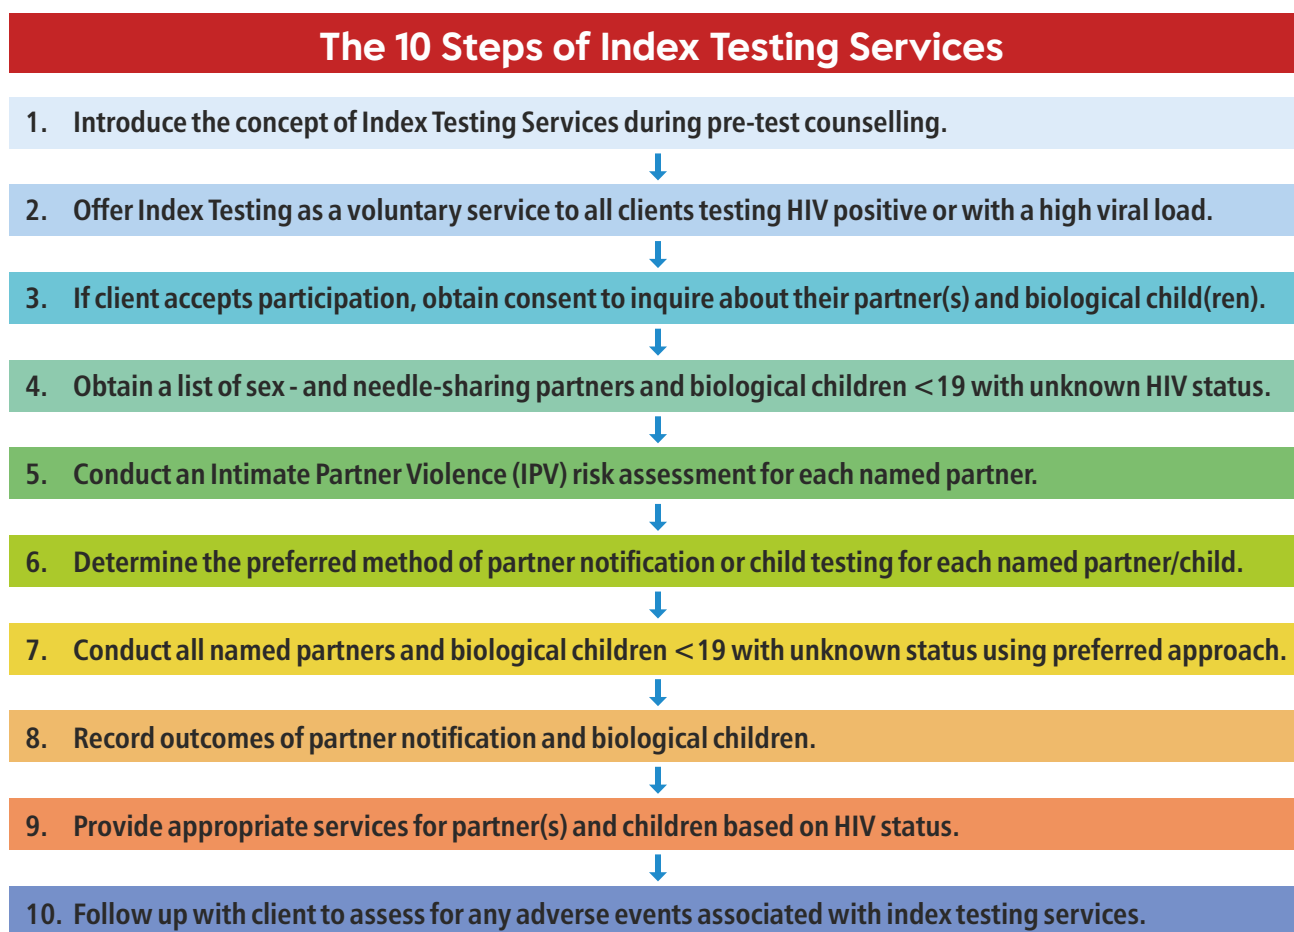 The 10 Steps of Index Testing Services
1. Introduce the concept of Index Testing Services during pre-test counselling.
2. Offer Index Testing as a voluntary service to all clients testing HIV positive or with a high viral load.
3. If client accepts participation, obtain consent to inquire about their partner(s) and biological child(ren).
4. Obtain a list of sex - and needle-sharing partners and biological children <19 with unknown HIV status.
5. Conduct an Intimate Partner Violence (IPV) risk assessment for each named partner.
6. Determine the preferred method of partner notification or child testing for each named partner/child.
7. Conduct all named partners and biological children <19 with unknown status using preferred approach.
8. Record outcomes of partner notification and biological children.
9. Provide appropriate services for partner(s) and children based on HIV status.
10. Follow up with client to assess for any adverse events associated with index testing services.